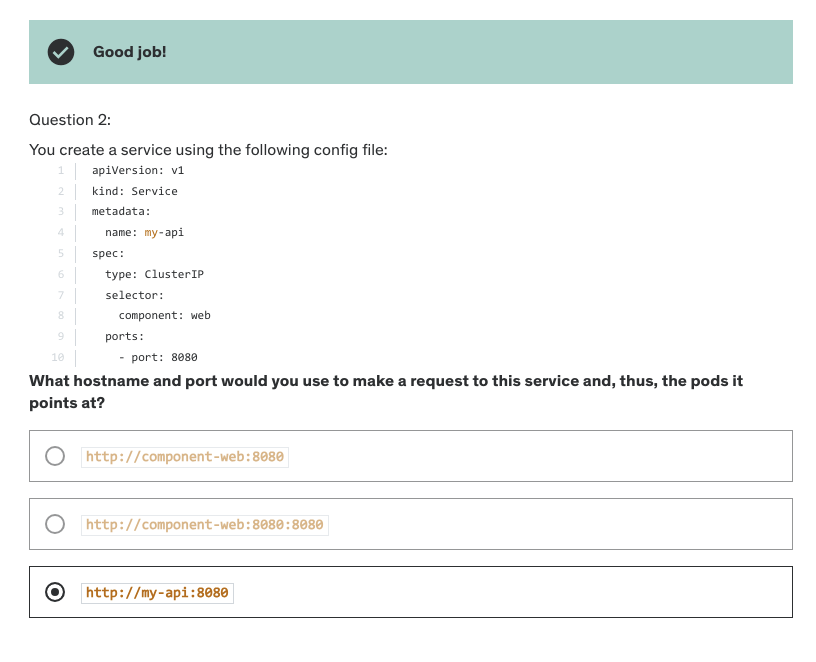 Good job!
Question 2:
You create a service using the following config file:
1 apiVersion: v1
2 kind: Service
3 metadata:
4   name: my-api
5 spec:
6   type: ClusterIP
7   selector:
8     component: web
9   ports:
10     - port: 8080
What hostname and port would you use to make a request to this service and, thus, the pods it
points at?
http://component-web:8080
http://component-web:8080:8080
http://my-api:8080